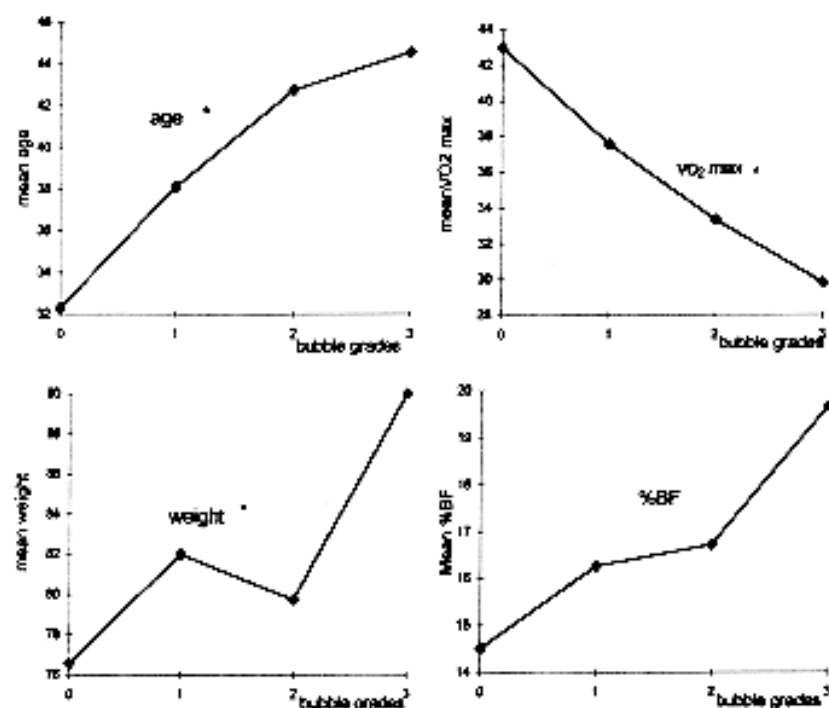 46
44
42
40
38
36
34
32
mean age
age *
0 1 2 3
bubble grades
44
42
40
38
36
34
32
30
28
mean VO2 max
VO₂ max *
0 1 2 3
bubble grades
90
88
86
84
82
80
78
76
mean weight
weight *
0 1 2 3
bubble grades
20
19
18
17
16
15
14
Mean %BF
%BF
0 1 2 3
bubble grades